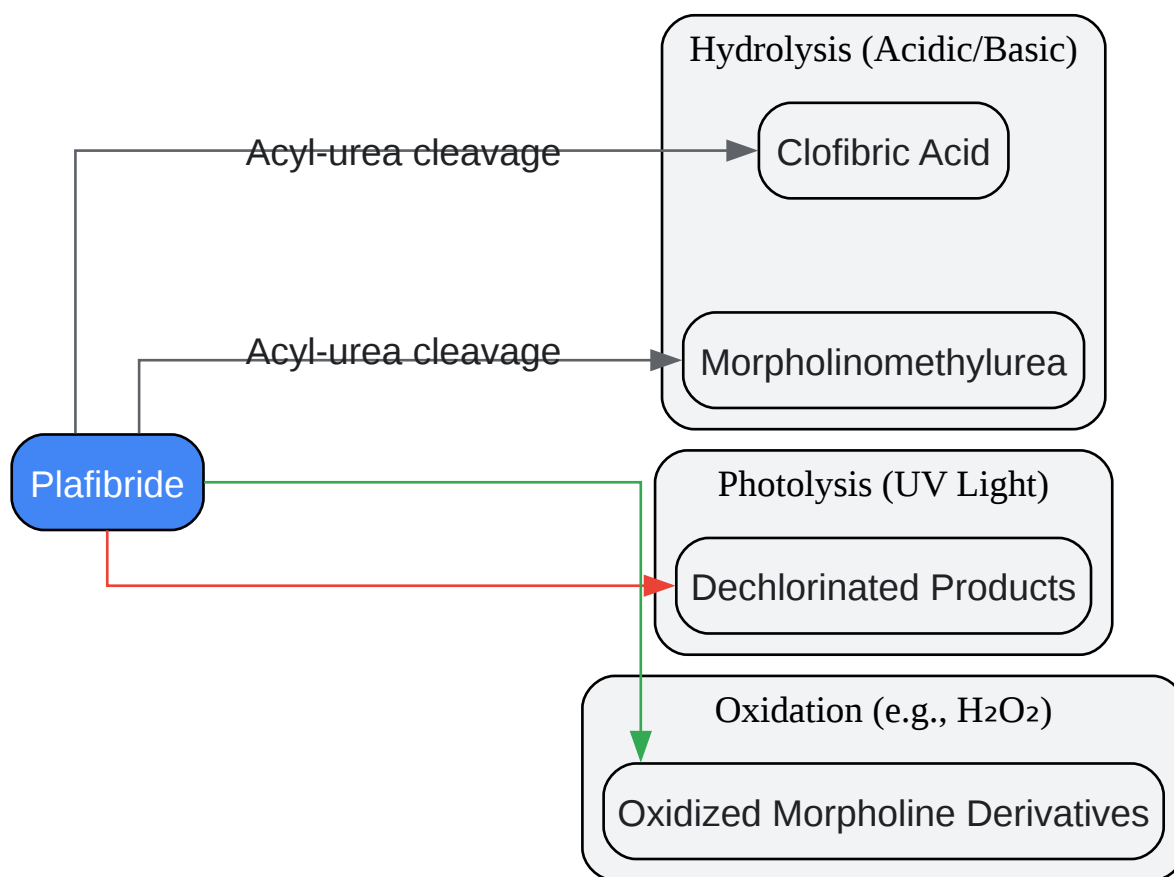 Hydrolysis (Acidic/Basic)
Acyl-urea cleavage
Clofibric Acid
Acyl-urea cleavage
Morpholinomethylurea
Plafibride
Photolysis (UV Light)
Dechlorinated Products
Oxidation (e.g., H₂O₂)
Oxidized Morpholine Derivatives